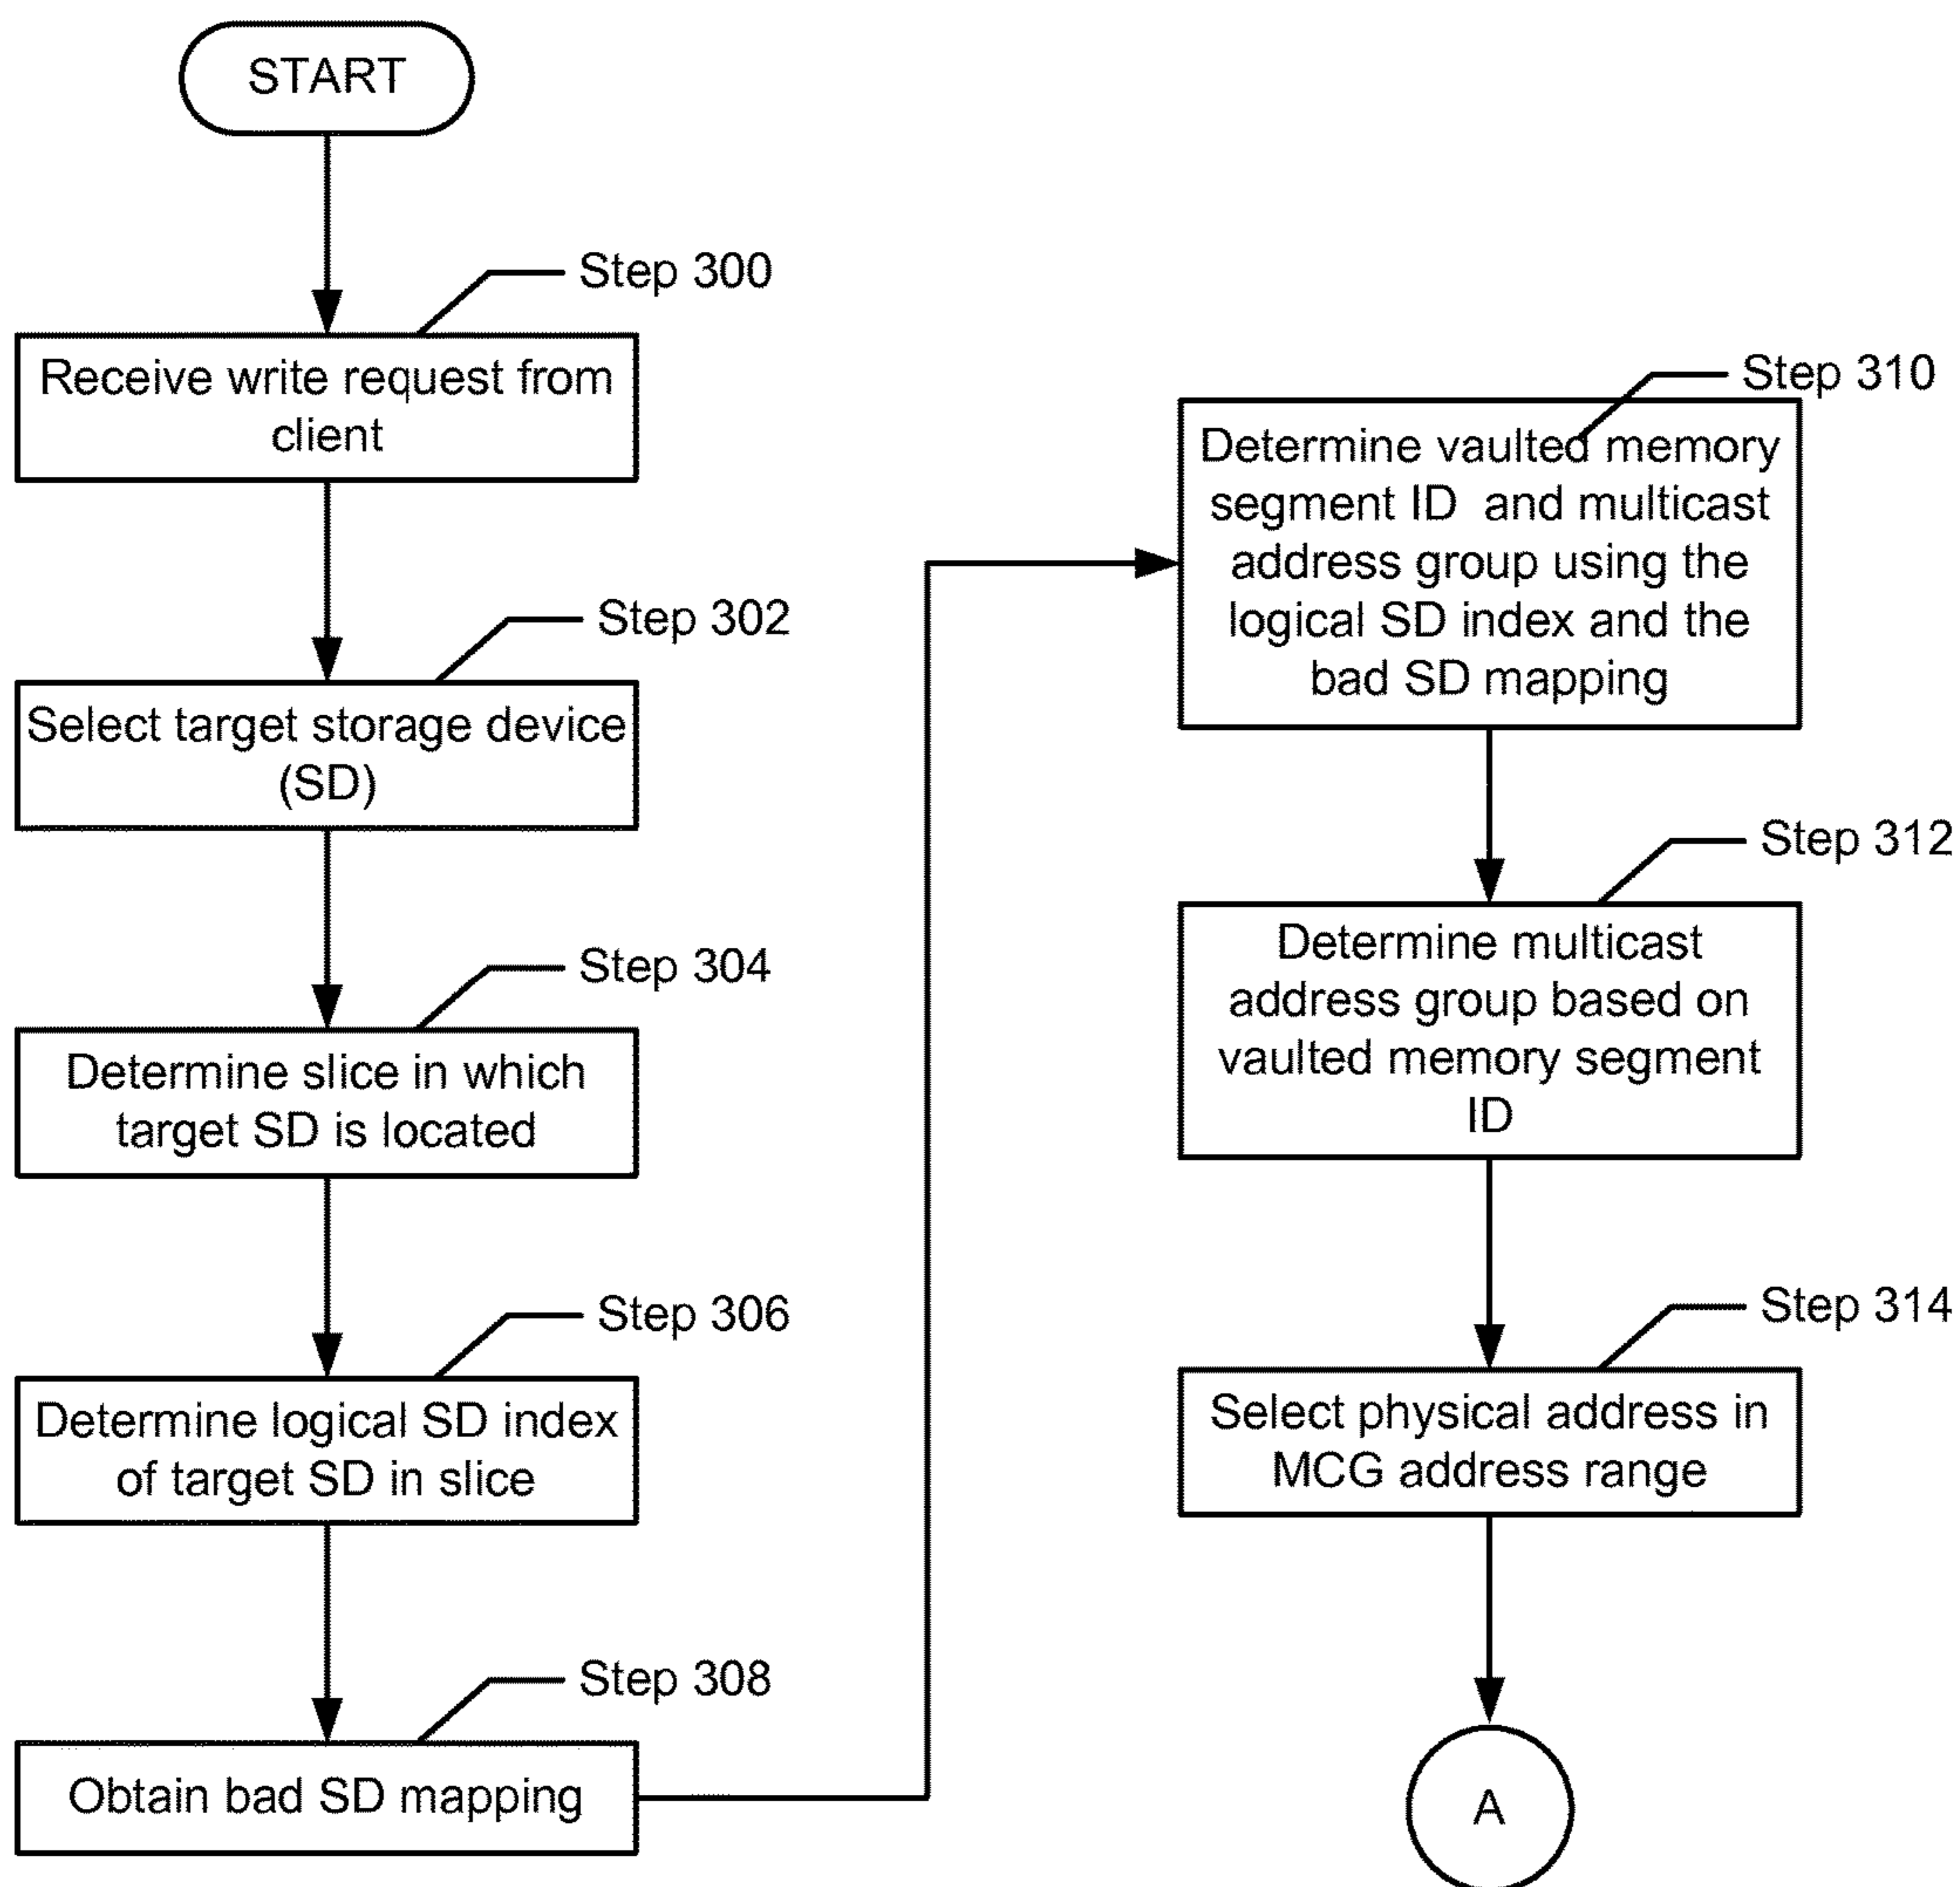 START
Step 300
Receive write request from
client
Step 302
Select target storage device
(SD)
Step 304
Determine slice in which
target SD is located
Step 306
Determine logical SD index
of target SD in slice
Step 308
Obtain bad SD mapping
Step 310
Determine vaulted memory
segment ID and multicast
address group using the
logical SD index and the
bad SD mapping
Step 312
Determine multicast
address group based on
vaulted memory segment
ID
Step 314
Select physical address in
MCG address range
A